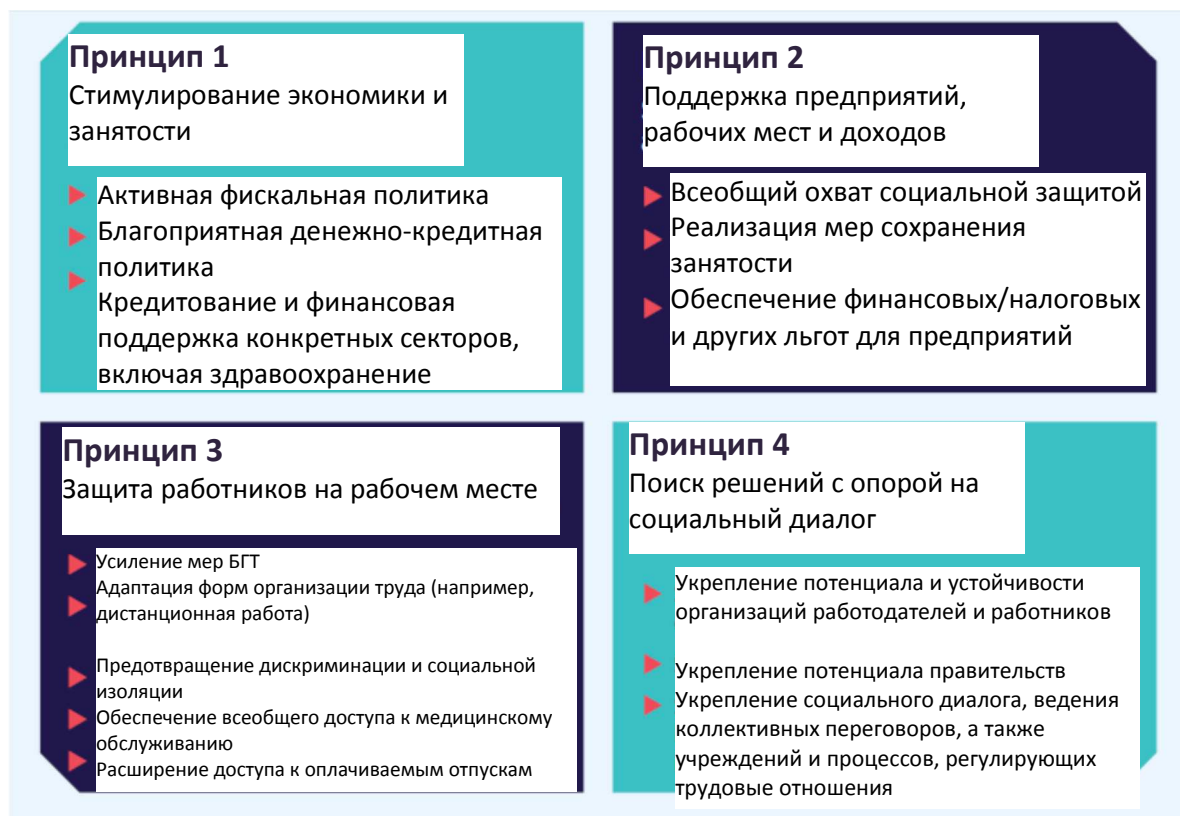 Принцип 1
Стимулирование экономики и
занятости
Активная фискальная политика
Благоприятная денежно-кредитная
политика
Кредитование и финансовая
поддержка конкретных секторов,
включая здравоохранение
Принцип 2
Поддержка предприятий,
рабочих мест и доходов
Всеобщий охват социальной защитой
Реализация мер сохранения
занятости
Обеспечение финансовых/налоговых
и других льгот для предприятий
Принцип 3
Защита работников на рабочем месте
Усиление мер БГТ
Адаптация форм организации труда (например,
дистанционная работа)
Предотвращение дискриминации и социальной
изоляции
Обеспечение всеобщего доступа к медицинскому
обслуживанию
Расширение доступа к оплачиваемым отпускам
Принцип 4
Поиск решений с опорой на
социальный диалог
Укрепление потенциала и устойчивости
организаций работодателей и работников
Укрепление потенциала правительств
Укрепление социального диалога, ведения
коллективных переговоров, а также
учреждений и процессов, регулирующих
трудовые отношения